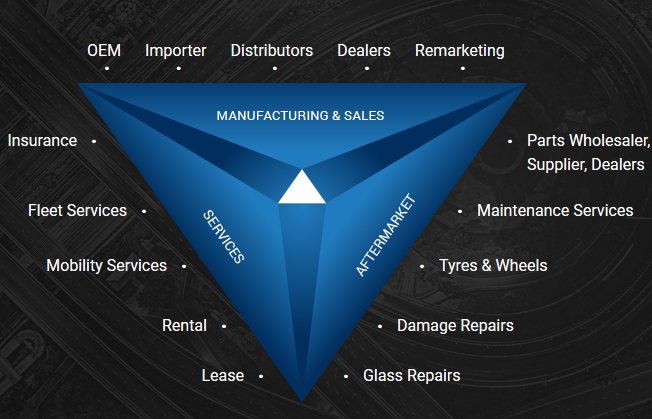 OEM Importer Distributors Dealers Remarketing
MANUFACTURING & SALES
Insurance
Parts Wholesaler,
Supplier, Dealers
Fleet Services
Maintenance Services
SERVICES
AFTERMARKET
Mobility Services
Tyres & Wheels
Rental
Damage Repairs
Lease
Glass Repairs